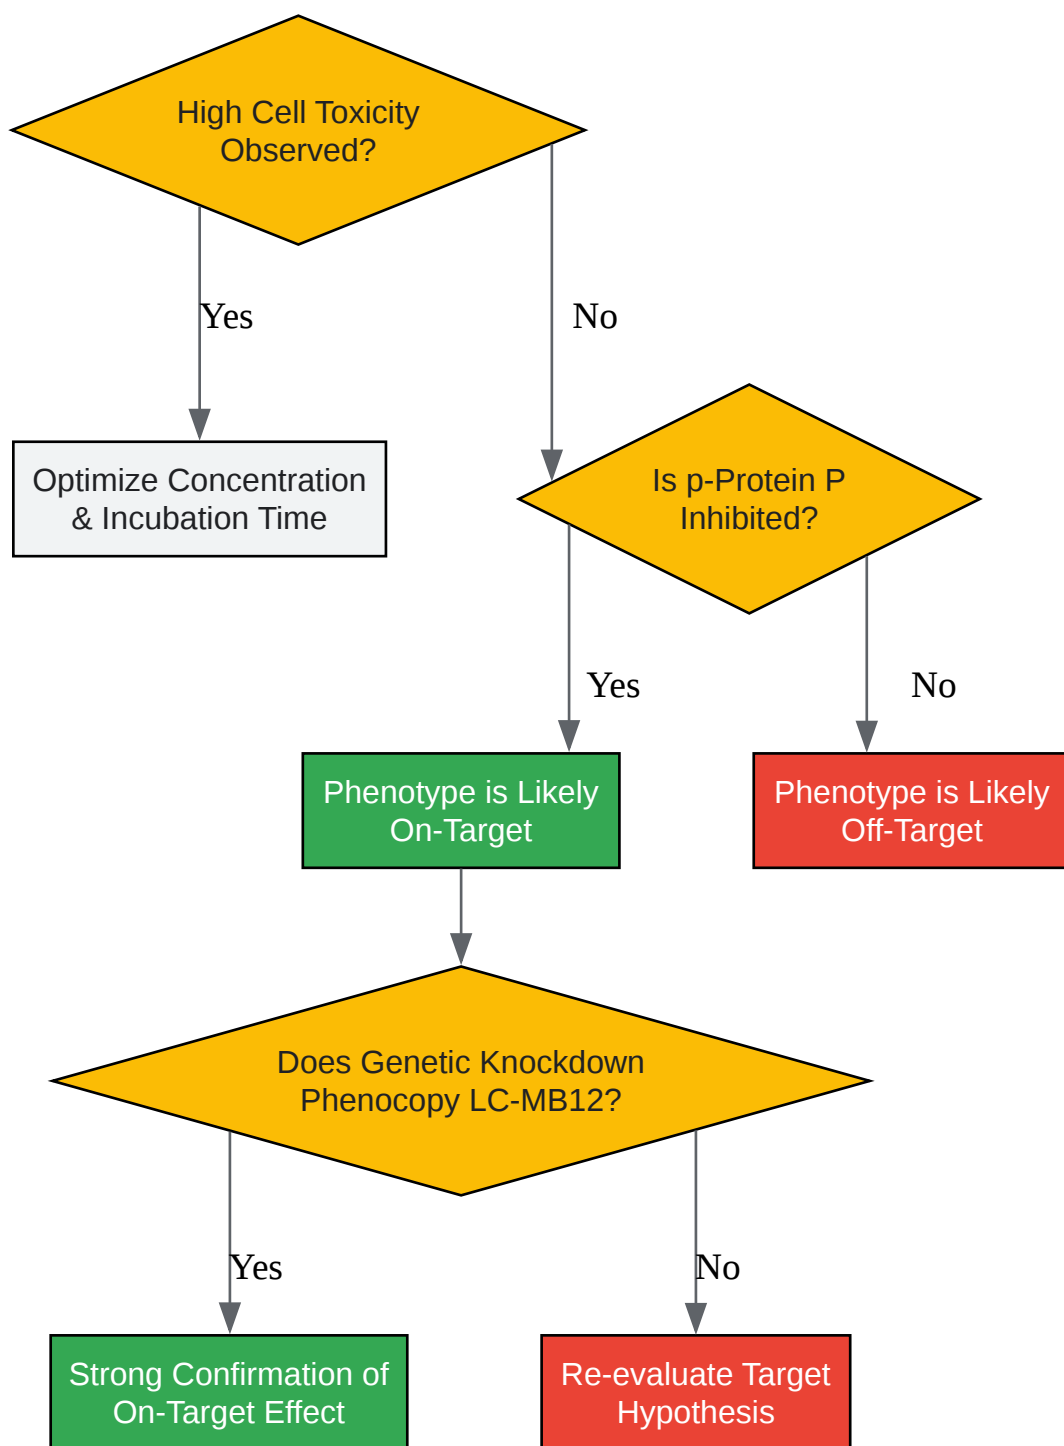 High Cell Toxicity
Observed?
Yes
No
Optimize Concentration
& Incubation Time
Is p-Protein P
Inhibited?
Yes
No
Phenotype is Likely
On-Target
Phenotype is Likely
Off-Target
Does Genetic Knockdown
Phenocopy LC-MB12?
Yes
No
Strong Confirmation of
On-Target Effect
Re-evaluate Target
Hypothesis